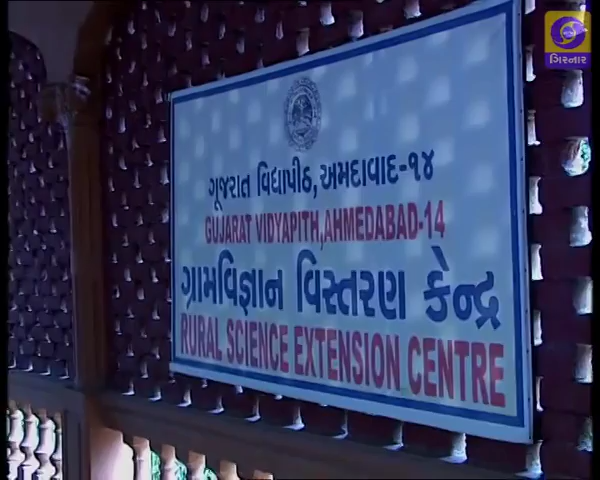 ગિરનાર
ગૂજરાત વિદ્યાપીઠ, અમદાવાદ-૧૪
GUJARAT VIDYAPITH, AHMEDABAD-14
ગ્રામવિજ્ઞાન વિસ્તરણ કેન્દ્ર
RURAL SCIENCE EXTENSION CENTRE